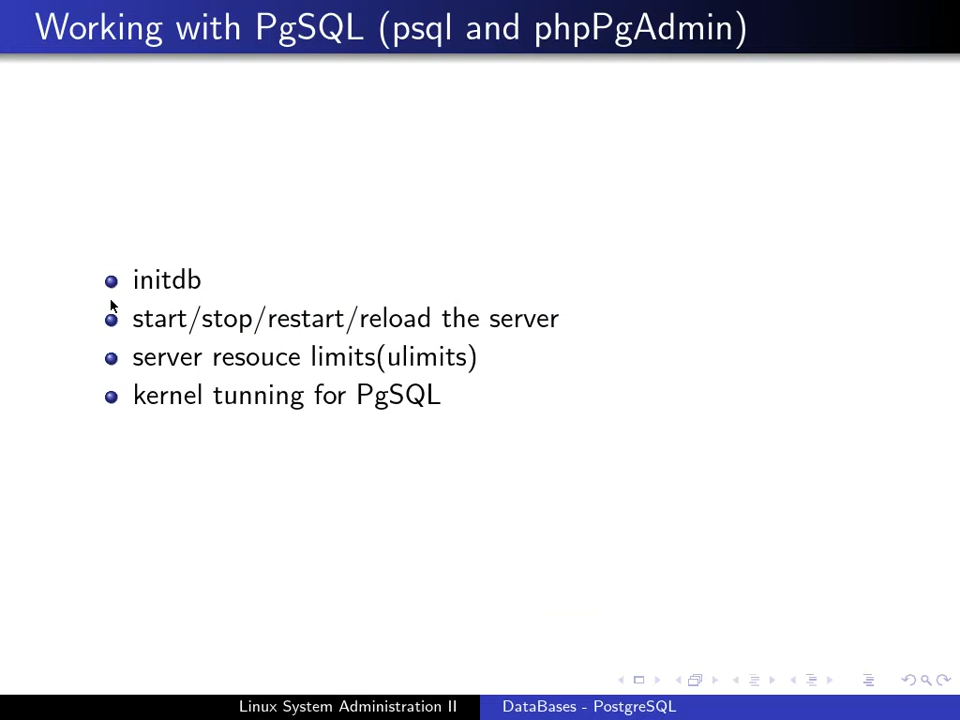 Working with PgSQL (psql and phpPgAdmin)
initdb
start/stop/restart/reload the server
server resouce limits(ulimits)
kernel tunning for PgSQL
Linux System Administration II
DataBases - PostgreSQL